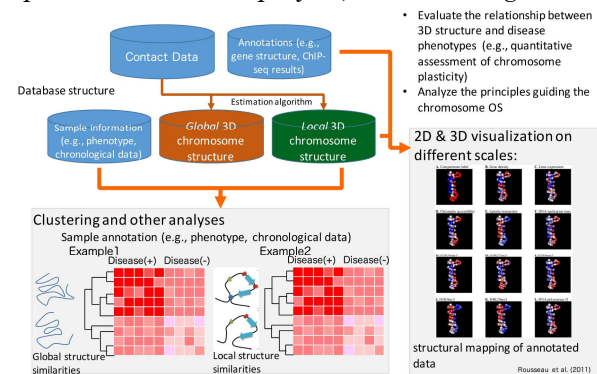 Contact Data
Annotations (e.g.,
gene structure, ChIP-
seq results)
• Evaluate the relationship between
3D structure and disease
phenotypes (e.g., quantitative
assessment of chromosome
plasticity)
• Analyze the principles guiding
the chromosome OS
Database structure
Estimation algorithm
Sample information
(e.g., phenotype,
chronological data)
Global 3D
chromosome
structure
Local 3D
chromosome
structure
2D & 3D visualization on
different scales:
Clustering and other analyses
Sample annotation (e.g., phenotype, chronological data)
Example1
Example2
Disease(+) Disease(-)
Disease(+) Disease(-)
Global structure
similarities
Local structure
similarities
structural mapping of annotated
data
Rousseau et al. (2011)